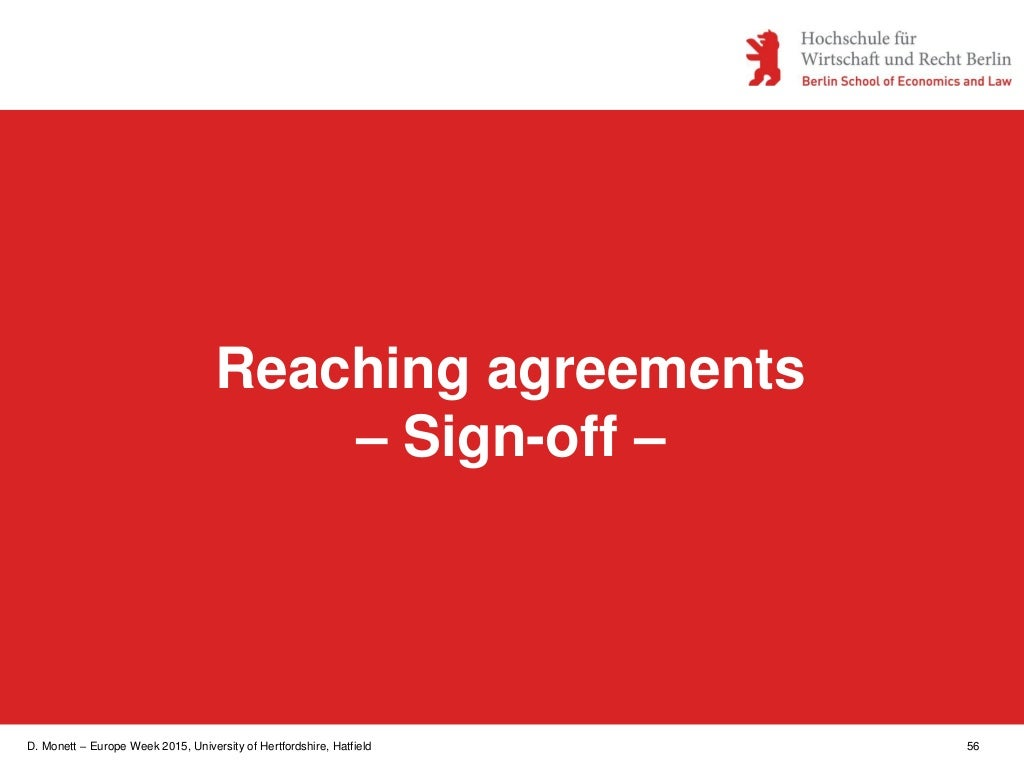 Hochschule für
Wirtschaft und Recht Berlin
Berlin School of Economics and Law
Reaching agreements
– Sign-off –
D. Monett – Europe Week 2015, University of Hertfordshire, Hatfield
56